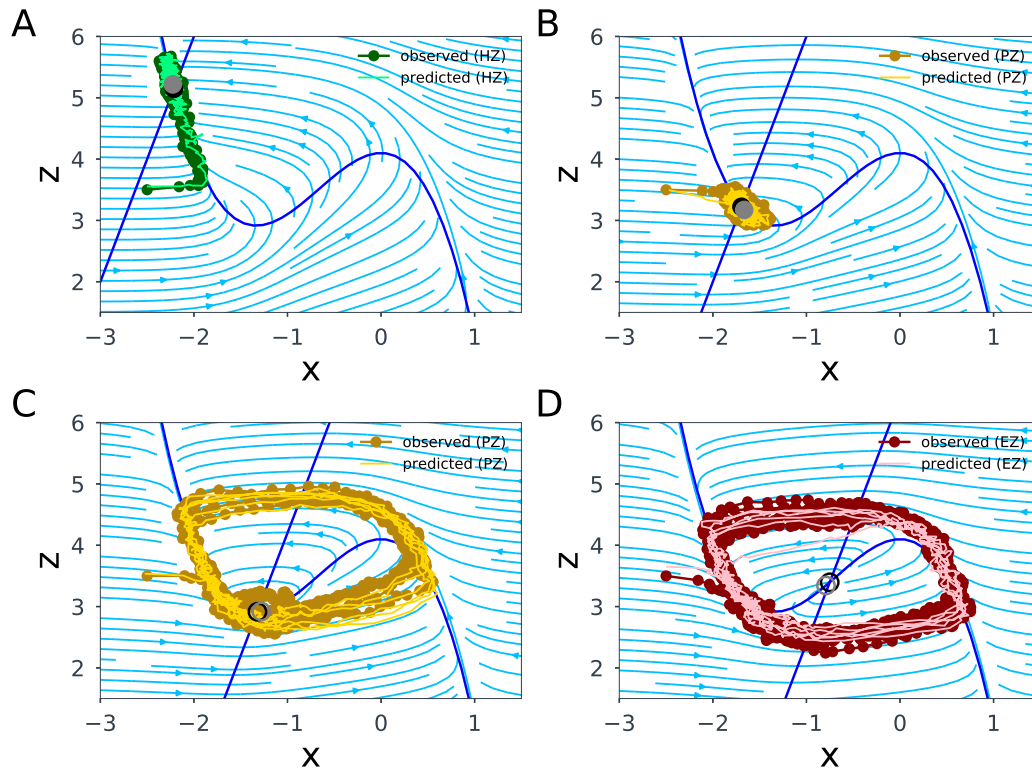 A
6
5
4
3
2
z
−3
−2
−1
0
1
x
observed (HZ)
predicted (HZ)
B
6
5
4
3
2
z
−3
−2
−1
0
1
x
observed (PZ)
predicted (PZ)
C
6
5
4
3
2
z
−3
−2
−1
0
1
x
observed (PZ)
predicted (PZ)
D
6
5
4
3
2
z
−3
−2
−1
0
1
x
observed (EZ)
predicted (EZ)